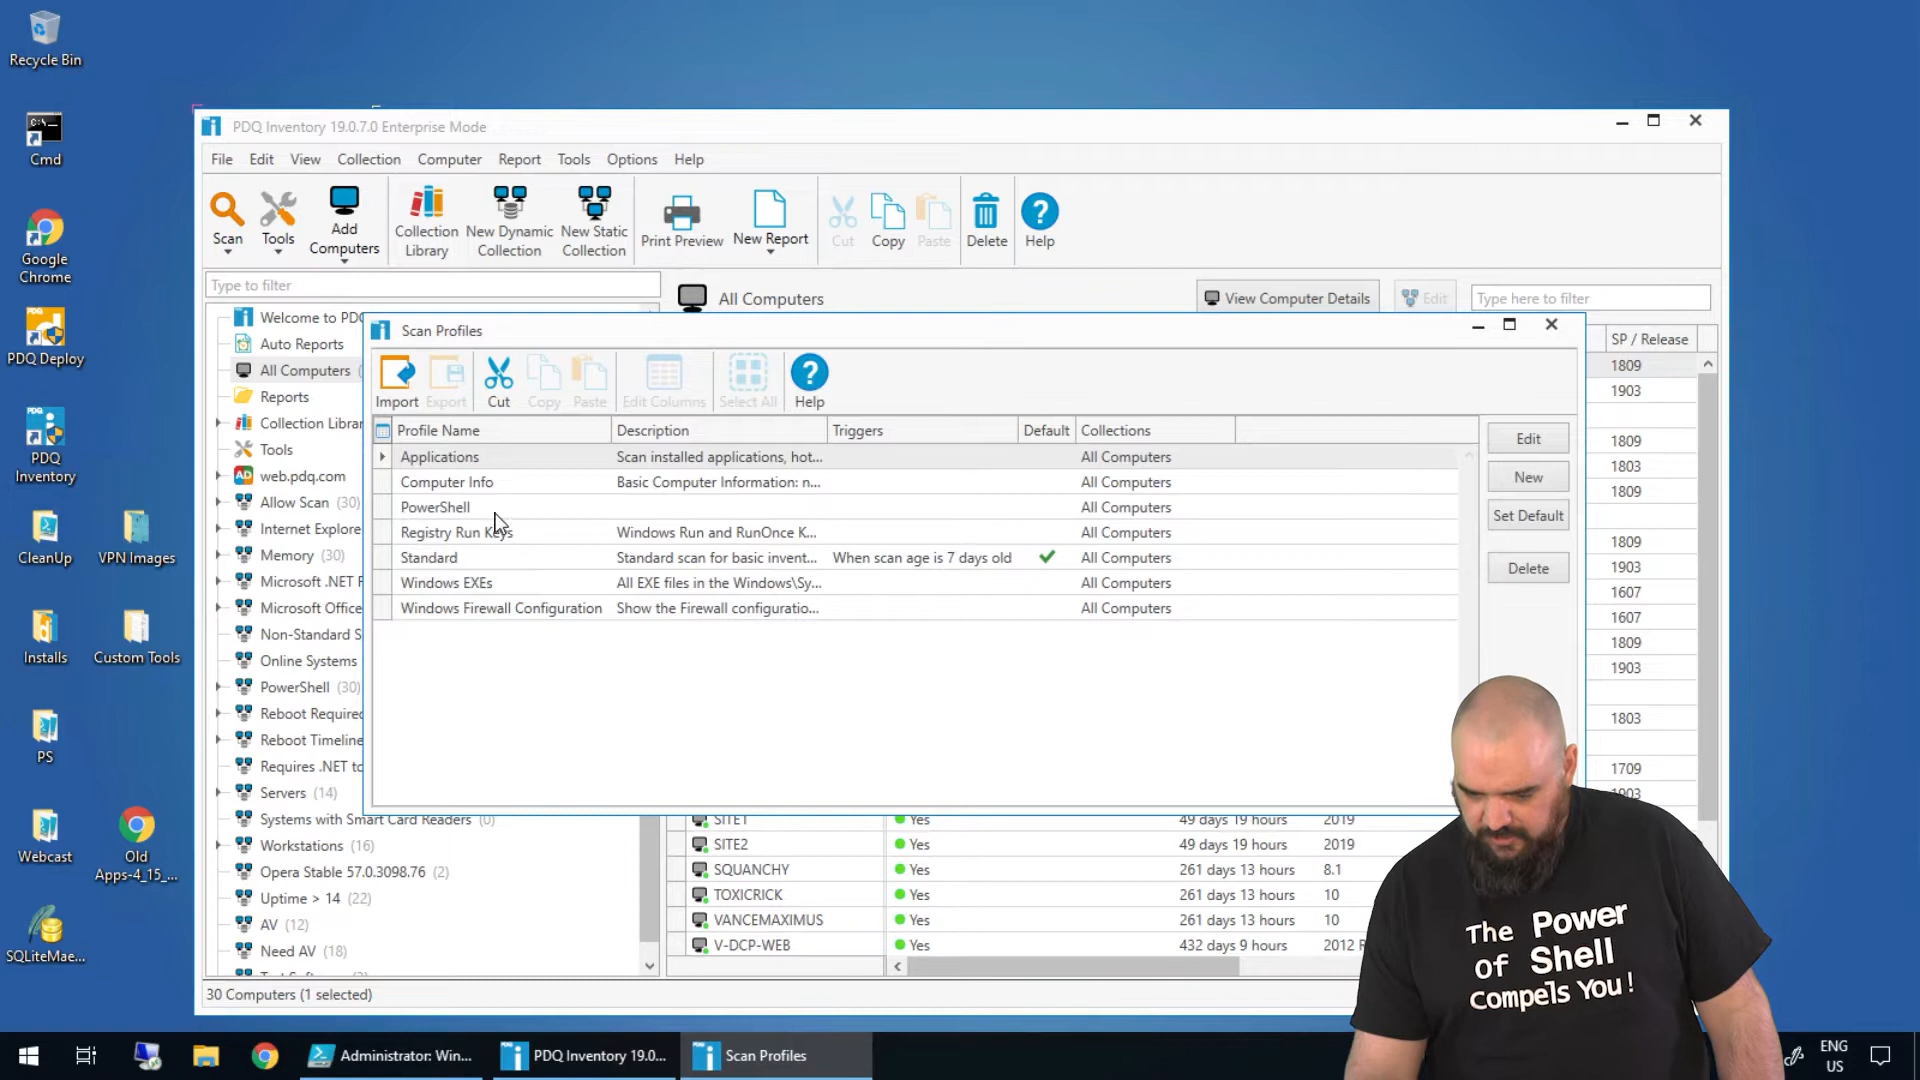 Recycle Bin
Cmd
Google
Chrome
PDQ Deploy
PDQ
Inventory
CleanUp
VPN Images
Installs
Custom Tools
PS
Webcast
Old
Apps-4_15_...
SQLiteMae...
PDQ Inventory 19.0.7.0 Enterprise Mode
File Edit View Collection Computer Report Tools Options Help
Scan
Tools
Add
Computers
Collection
Library
New Dynamic
Collection
New Static
Collection
Print Preview
New Report
Cut
Copy
Paste
Delete
Help
Type to filter
All Computers
View Computer Details
Edit
Type here to filter
Welcome to PDQ
Auto Reports
All Computers
Reports
Collection Librar
Tools
web.pdq.com
Allow Scan (30)
Internet Explore
Memory (30)
Microsoft .NET F
Microsoft Office
Non-Standard S
Online Systems
PowerShell (30)
Reboot Required
Reboot Timeline
Requires .NET to
Servers (14)
Systems with Smart Card Readers (0)
Workstations (16)
Opera Stable 57.0.3098.76 (2)
Uptime > 14 (22)
AV (12)
Need AV (18)
Scan Profiles
Import
Export
Cut
Copy
Paste
Edit Columns
Select All
Help
Profile Name Description Triggers Default Collections
Applications Scan installed applications, hot... All Computers
Computer Info Basic Computer Information: n... All Computers
PowerShell All Computers
Registry Run Keys Windows Run and RunOnce K... All Computers
Standard Standard scan for basic invent... When scan age is 7 days old All Computers
Windows EXEs All EXE files in the Windows\Sy... All Computers
Windows Firewall Configuration Show the Firewall configuratio... All Computers
Edit
New
Set Default
Delete
SP / Release
1809
1903
1809
1803
1809
1809
1903
1607
1607
1809
1903
1803
1709
1903
SITE1 Yes 49 days 19 hours 2019
SITE2 Yes 49 days 19 hours 2019
SQUANCHY Yes 261 days 13 hours 8.1
TOXICRICK Yes 261 days 13 hours 10
VANCEMAXIMUS Yes 261 days 13 hours 10
V-DCP-WEB Yes 432 days 9 hours 2012 R
30 Computers (1 selected)
The Power
of Shell
Compels You!
Administrator: Win...
PDQ Inventory 19.0...
Scan Profiles
ENG
US